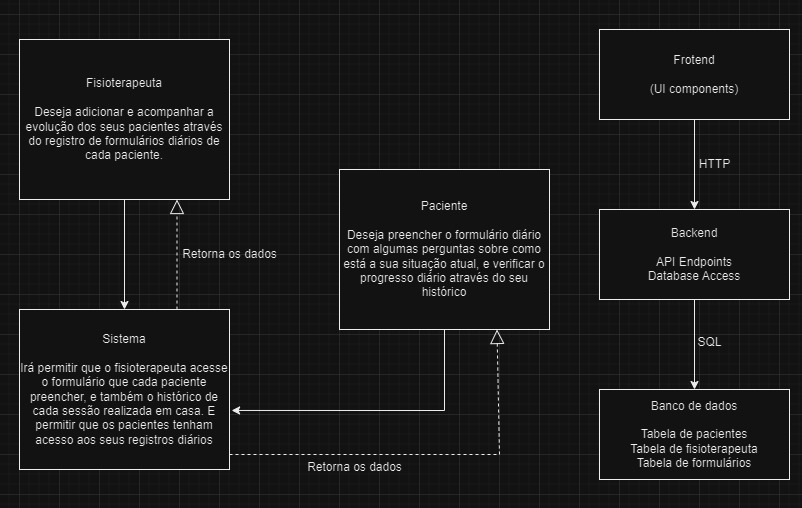 Fisioterapeuta
Deseja adicionar e acompanhar a
evolução dos seus pacientes através
do registro de formulários diários de
cada paciente.
Retorna os dados
Sistema
Irá permitir que o fisioterapeuta acesse
o formulário que cada paciente
preencher, e também o histórico de
cada sessão realizada em casa. E
permitir que os pacientes tenham
acesso aos seus registros diários
Paciente
Deseja preencher o formulário diário
com algumas perguntas sobre como
está a sua situação atual, e verificar o
progresso diário através do seu
histórico
Retorna os dados
Frotend
(UI components)
HTTP
Backend
API Endpoints
Database Access
SQL
Banco de dados
Tabela de pacientes
Tabela de fisioterapeuta
Tabela de formulários